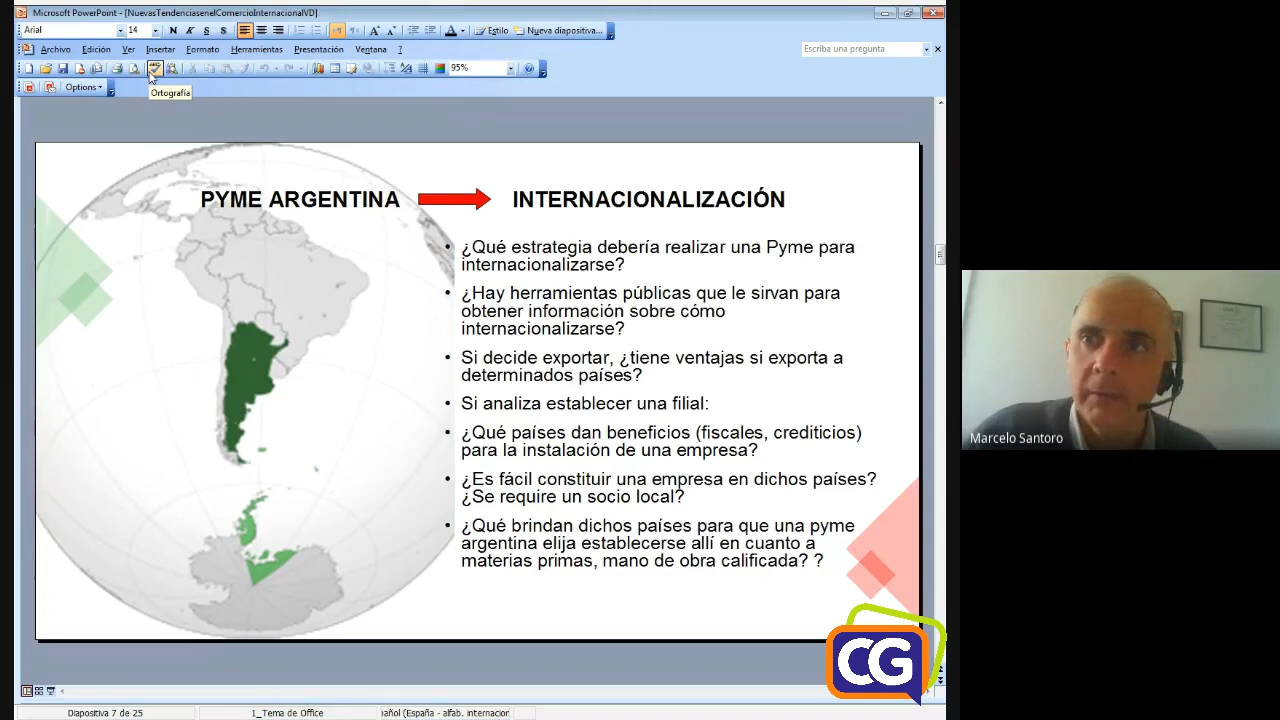 Microsoft PowerPoint - [NuevasTendenciasenelComercioInternacionalVD]
Arial 14 N K S S Estilo Nueva diapositiva...
Archivo Edición Ver Insertar Formato Herramientas Presentación Ventana ? Escriba una pregunta
95%
Options
Ortografía
PYME ARGENTINA INTERNACIONALIZACIÓN
• ¿Qué estrategia debería realizar una Pyme para
internacionalizarse?
• ¿Hay herramientas públicas que le sirvan para
obtener información sobre cómo
internacionalizarse?
• Si decide exportar, ¿tiene ventajas si exporta a
determinados países?
• Si analiza establecer una filial:
• ¿Qué países dan beneficios (fiscales, crediticios)
para la instalación de una empresa?
• ¿Es fácil constituir una empresa en dichos países?
¿Se require un socio local?
• ¿Qué brindan dichos países para que una pyme
argentina elija establecerse allí en cuanto a
materias primas, mano de obra calificada? ?
Marcelo Santoro
CG
Diapositiva 7 de 25 1_Tema de Office añol (España - alfab. internacion